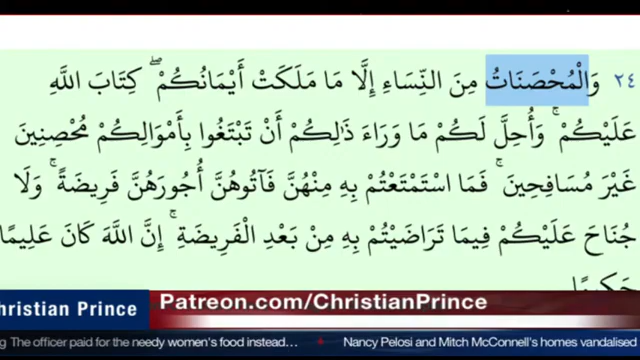 ٢٤ وَالْمُحْصَنَاتُ مِنَ النِّسَاءِ إِلَّا مَا مَلَكَتْ أَيْمَانُكُمْ ۖ كِتَابَ اللَّهِ
عَلَيْكُمْ ۚ وَأُحِلَّ لَكُمْ مَا وَرَاءَ ذَٰلِكُمْ أَنْ تَبْتَغُوا بِأَمْوَالِكُمْ مُحْصِنِينَ
غَيْرَ مُسَافِحِينَ ۚ فَمَا اسْتَمْتَعْتُمْ بِهِ مِنْهُنَّ فَآتُوهُنَّ أُجُورَهُنَّ فَرِيضَةً ۚ وَلَا
جُنَاحَ عَلَيْكُمْ فِيمَا تَرَاضَيْتُمْ بِهِ مِنْ بَعْدِ الْفَرِيضَةِ ۚ إِنَّ اللَّهَ كَانَ عَلِيمًا
Christian Prince
Patreon.com/ChristianPrince
The officer paid for the needy women's food instead... Nancy Pelosi and Mitch McConnell's homes vandalised